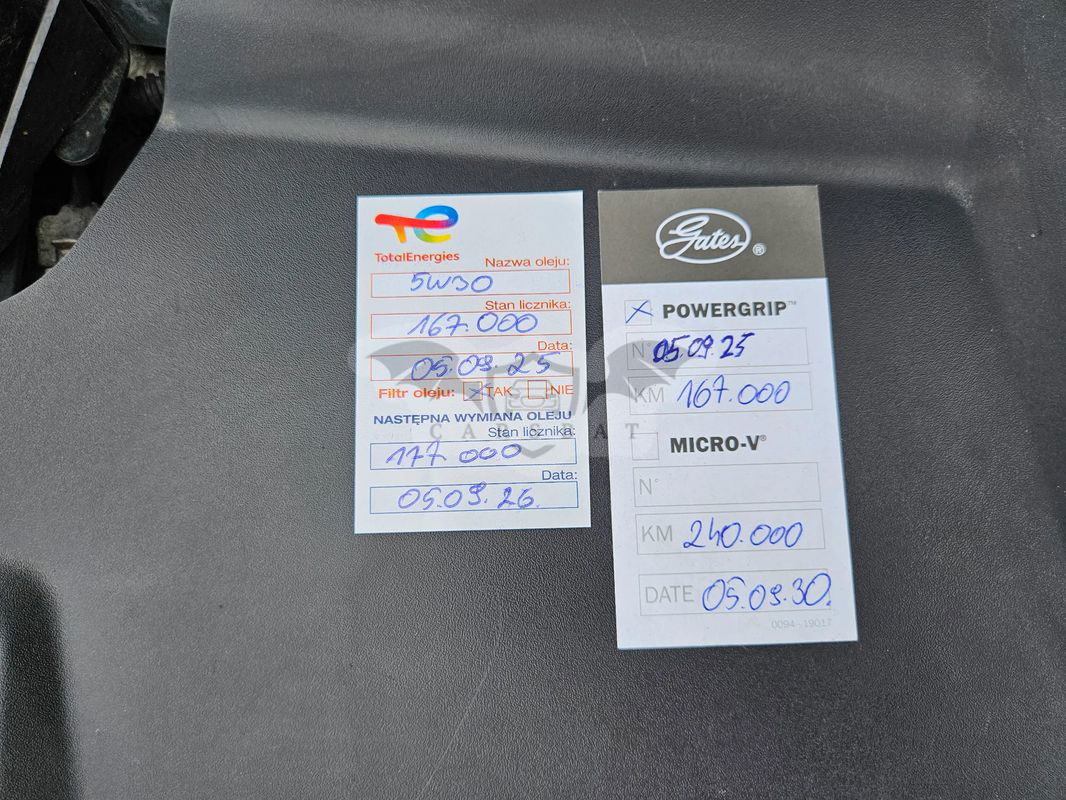 TotalEnergies
Nazwa oleju:
5W30
Stan licznika:
167.000
Data:
05.09.25
Filtr oleju: TAK NIE
NASTĘPNA WYMIANA OLEJU
Stan licznika:
177.000
Data:
05.09.26.
Gates®
POWERGRIP™
N° 05.09.25
KM 167.000
MICRO-V®
N°
KM 240.000
DATE 05.09.30.
0094 - 19017
CARSBAT